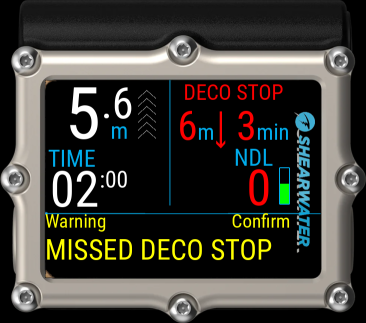 DECO STOP
5.6 m
6m 3min
TIME
NDL
02:00
0
Warning
Confirm
MISSED DECO STOP
SHEARWATER